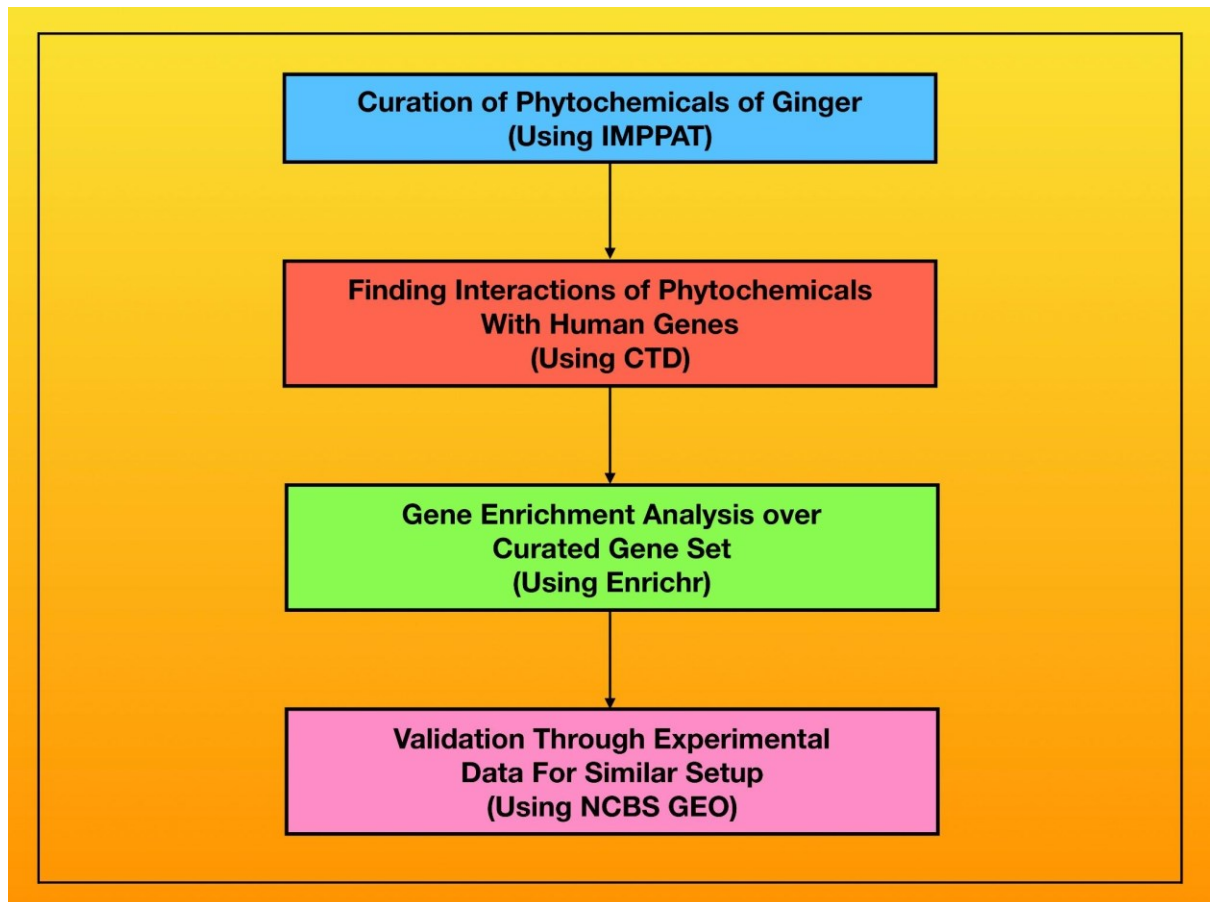 Curation of Phytochemicals of Ginger
(Using IMPPAT)
Finding Interactions of Phytochemicals
With Human Genes
(Using CTD)
Gene Enrichment Analysis over
Curated Gene Set
(Using Enrichr)
Validation Through Experimental
Data For Similar Setup
(Using NCBS GEO)